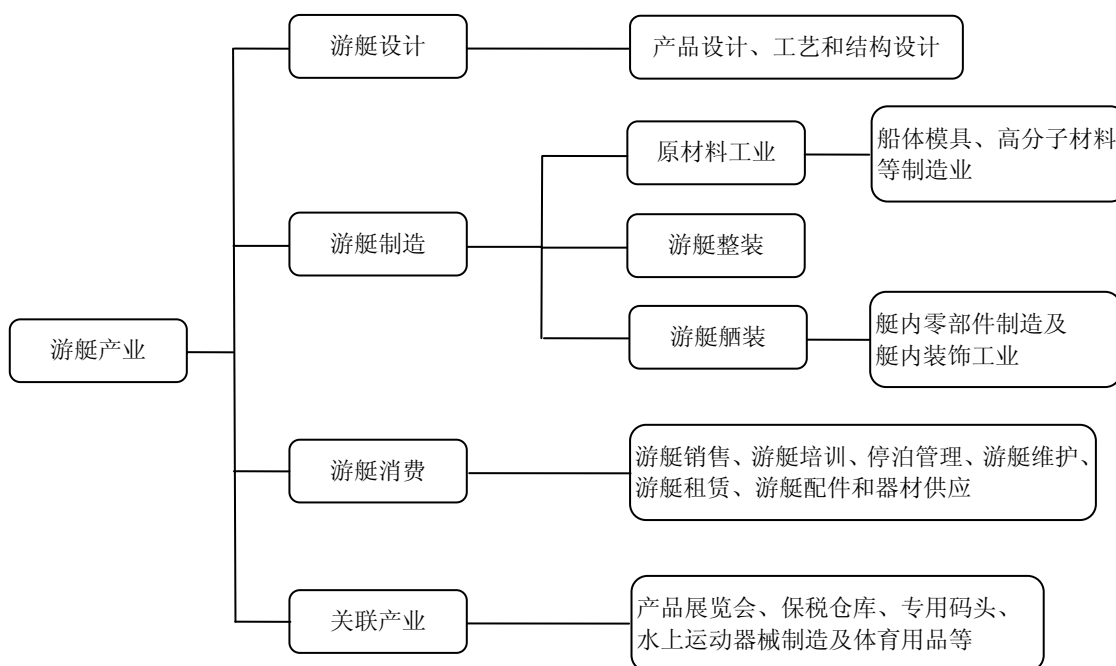 游艇设计
产品设计、工艺和结构设计
原材料工业
船体模具、高分子材料
等制造业
游艇制造
游艇整装
游艇产业
游艇舾装
艇内零部件制造及
艇内装饰工业
游艇消费
游艇销售、游艇培训、停泊管理、游艇维护、
游艇租赁、游艇配件和器材供应
关联产业
产品展览会、保税仓库、专用码头、
水上运动器械制造及体育用品等